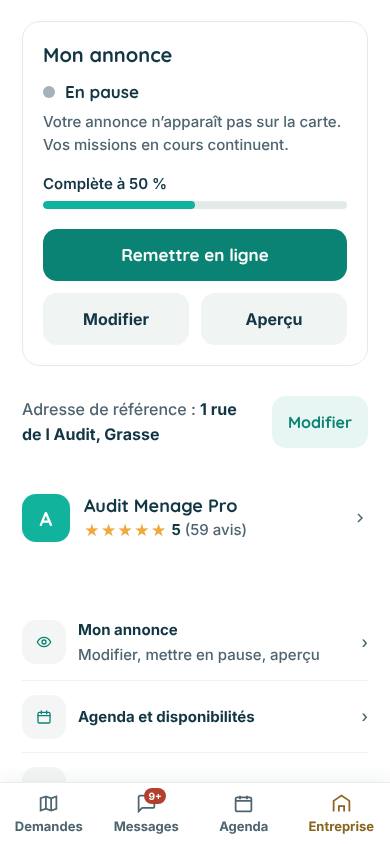 Mon annonce
En pause
Votre annonce n’apparaît pas sur la carte.
Vos missions en cours continuent.
Complète à 50 %
Remettre en ligne
Modifier
Aperçu
Adresse de référence : 1 rue
de l Audit, Grasse
Modifier
A
Audit Menage Pro
★★★★★ 5 (59 avis)
Mon annonce
Modifier, mettre en pause, aperçu
Agenda et disponibilités
9+
Demandes
Messages
Agenda
Entreprise